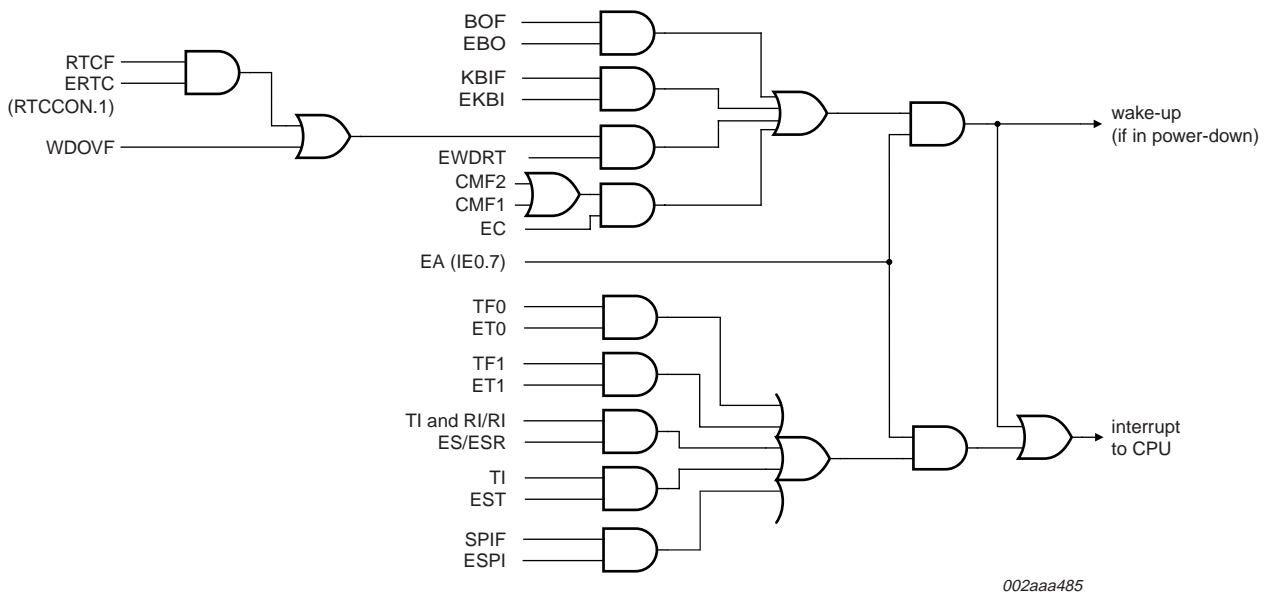 BOF
EBO
RTCF
ERTC
(RTCCON.1)
WDOVF
KBIF
EKBI
EWDRT
CMF2
CMF1
EC
EA (IE0.7)
wake-up
(if in power-down)
TF0
ET0
TF1
ET1
TI and RI/RI
ES/ESR
TI
EST
SPIF
ESPI
interrupt
to CPU
002aaa485